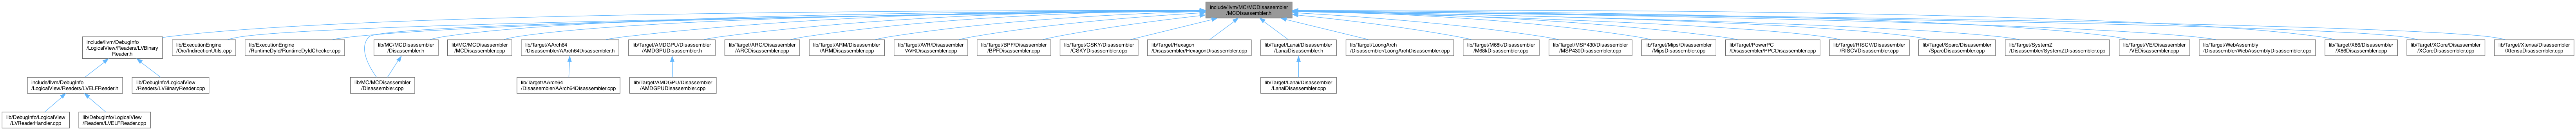 include/llvm/MC/MCDisassembler
/MCDisassembler.h
include/llvm/DebugInfo
/LogicalView/Readers/LVBinary
Reader.h
lib/ExecutionEngine
/Orc/IndirectionUtils.cpp
lib/ExecutionEngine
/RuntimeDyld/RuntimeDyldChecker.cpp
lib/MC/MCDisassembler
/Disassembler.h
lib/MC/MCDisassembler
/MCDisassembler.cpp
lib/Target/AArch64
/Disassembler/AArch64Disassembler.h
lib/Target/AMDGPU/Disassembler
/AMDGPUDisassembler.h
lib/Target/ARC/Disassembler
/ARCDisassembler.cpp
lib/Target/ARM/Disassembler
/ARMDisassembler.cpp
lib/Target/AVR/Disassembler
/AVRDisassembler.cpp
lib/Target/BPF/Disassembler
/BPFDisassembler.cpp
lib/Target/CSKY/Disassembler
/CSKYDisassembler.cpp
lib/Target/Hexagon
/Disassembler/HexagonDisassembler.cpp
lib/Target/Lanai/Disassembler
/LanaiDisassembler.h
lib/Target/LoongArch
/Disassembler/LoongArchDisassembler.cpp
lib/Target/M68k/Disassembler
/M68kDisassembler.cpp
lib/Target/MSP430/Disassembler
/MSP430Disassembler.cpp
lib/Target/Mips/Disassembler
/MipsDisassembler.cpp
lib/Target/PowerPC
/Disassembler/PPCDisassembler.cpp
lib/Target/RISCV/Disassembler
/RISCVDisassembler.cpp
lib/Target/Sparc/Disassembler
/SparcDisassembler.cpp
lib/Target/SystemZ
/Disassembler/SystemZDisassembler.cpp
lib/Target/VE/Disassembler
/VEDisassembler.cpp
lib/Target/WebAssembly
/Disassembler/WebAssemblyDisassembler.cpp
lib/Target/X86/Disassembler
/X86Disassembler.cpp
lib/Target/XCore/Disassembler
/XCoreDisassembler.cpp
lib/Target/Xtensa/Disassembler
/XtensaDisassembler.cpp
include/llvm/DebugInfo
/LogicalView/Readers/LVELFReader.h
lib/DebugInfo/LogicalView
/Readers/LVBinaryReader.cpp
lib/MC/MCDisassembler
/Disassembler.cpp
lib/Target/AArch64
/Disassembler/AArch64Disassembler.cpp
lib/Target/AMDGPU/Disassembler
/AMDGPUDisassembler.cpp
lib/Target/Lanai/Disassembler
/LanaiDisassembler.cpp
lib/DebugInfo/LogicalView
/LVReaderHandler.cpp
lib/DebugInfo/LogicalView
/Readers/LVELFReader.cpp